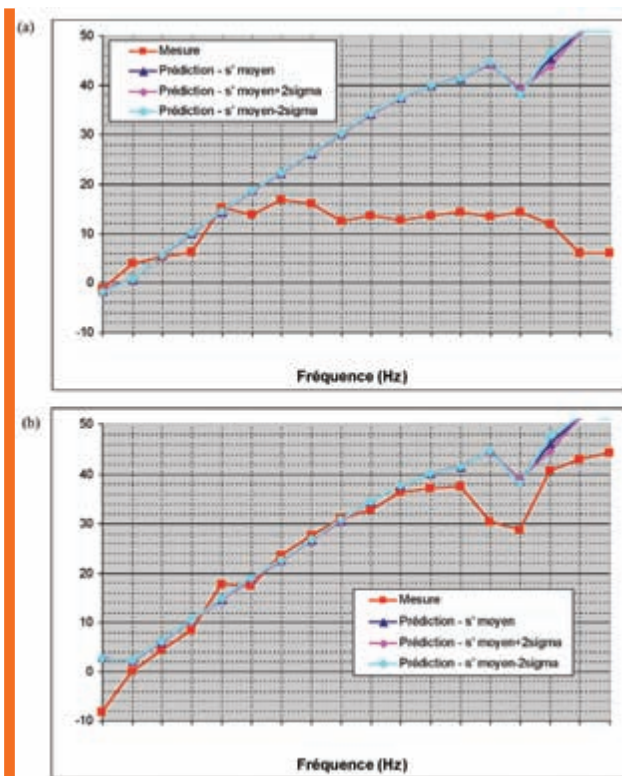 (a)
50
40
30
20
10
0
-10
Mesure
Prédiction - s' moyen
Prédiction - s' moyen+2sigma
Prédiction - s' moyen-2sigma
Fréquence (Hz)
(b)
50
40
30
20
10
0
-10
Mesure
Prédiction - s' moyen
Prédiction - s' moyen+2sigma
Prédiction - s' moyen-2sigma
Fréquence (Hz)